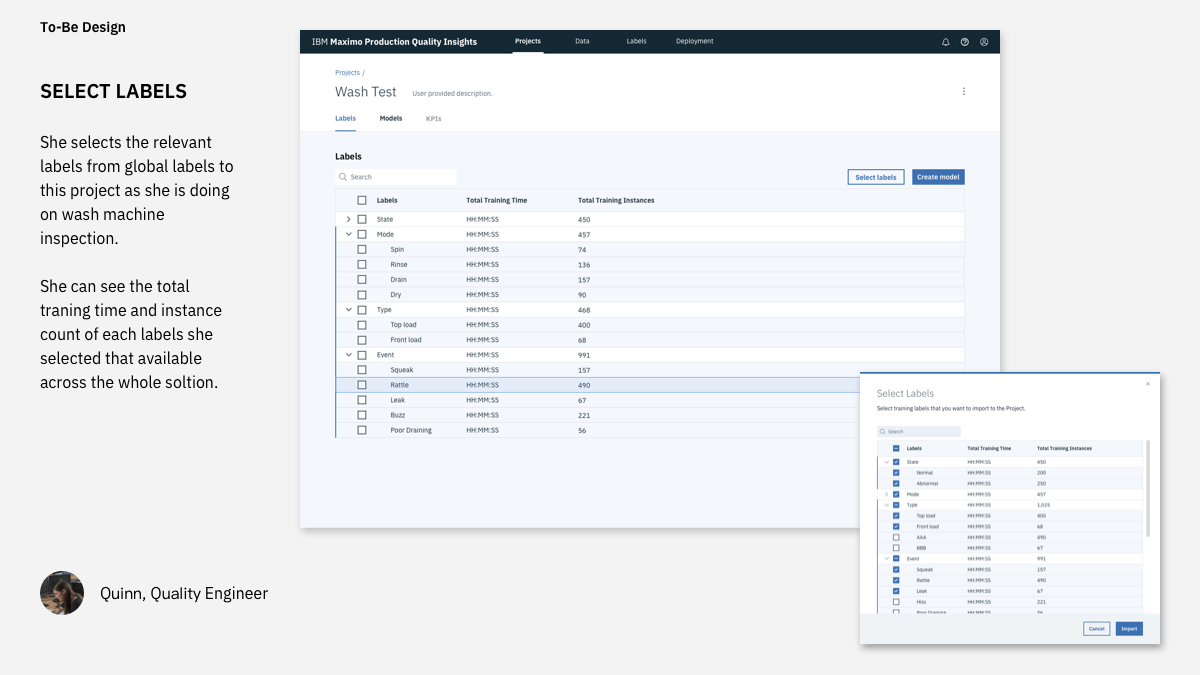 To-Be Design
SELECT LABELS
She selects the relevant
labels from global labels to
this project as she is doing
on wash machine
inspection.
She can see the total
traning time and instance
count of each labels she
selected that available
across the whole soltion.
Quinn, Quality Engineer
IBM Maximo Production Quality Insights Projects Data Labels Deployment
Projects /
Wash Test User provided description.
Labels Models KPIs
Labels
Search Select labels Create model
Labels Total Training Time Total Training Instances
State HH:MM:SS 450
Mode HH:MM:SS 457
Spin HH:MM:SS 74
Rinse HH:MM:SS 136
Drain HH:MM:SS 157
Dry HH:MM:SS 90
Type HH:MM:SS 468
Top load HH:MM:SS 400
Front load HH:MM:SS 68
Event HH:MM:SS 991
Squeak HH:MM:SS 157
Rattle HH:MM:SS 490
Leak HH:MM:SS 67
Buzz HH:MM:SS 221
Poor Draining HH:MM:SS 56
Select Labels
Select training labels that you want to import to the Project.
Search
Labels Total Training Time Total Training Instances
State HH:MM:SS 450
Normal HH:MM:SS 200
Abnormal HH:MM:SS 250
Mode HH:MM:SS 457
Type HH:MM:SS 1,025
Top load HH:MM:SS 400
Front load HH:MM:SS 68
AAA HH:MM:SS 490
BBB HH:MM:SS 67
Event HH:MM:SS 991
Squeak HH:MM:SS 157
Rattle HH:MM:SS 490
Leak HH:MM:SS 67
Hiss HH:MM:SS 221
Poor Draining HH:MM:SS 56
Cancel Import